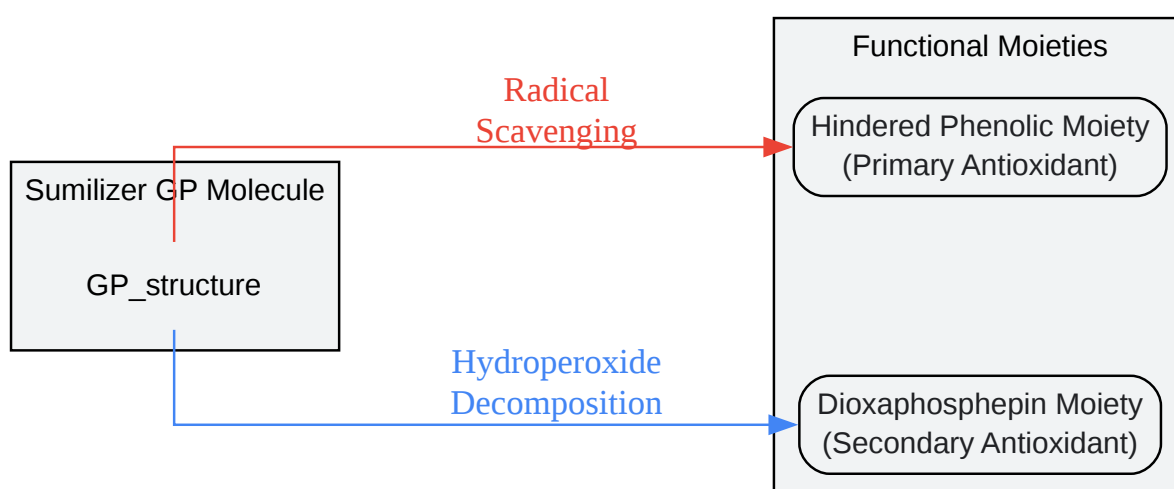 Functional Moieties
Radical
Scavenging
Hindered Phenolic Moiety
(Primary Antioxidant)
Sumilizer GP Molecule
GP_structure
Hydroperoxide
Decomposition
Dioxaphosphepin Moiety
(Secondary Antioxidant)